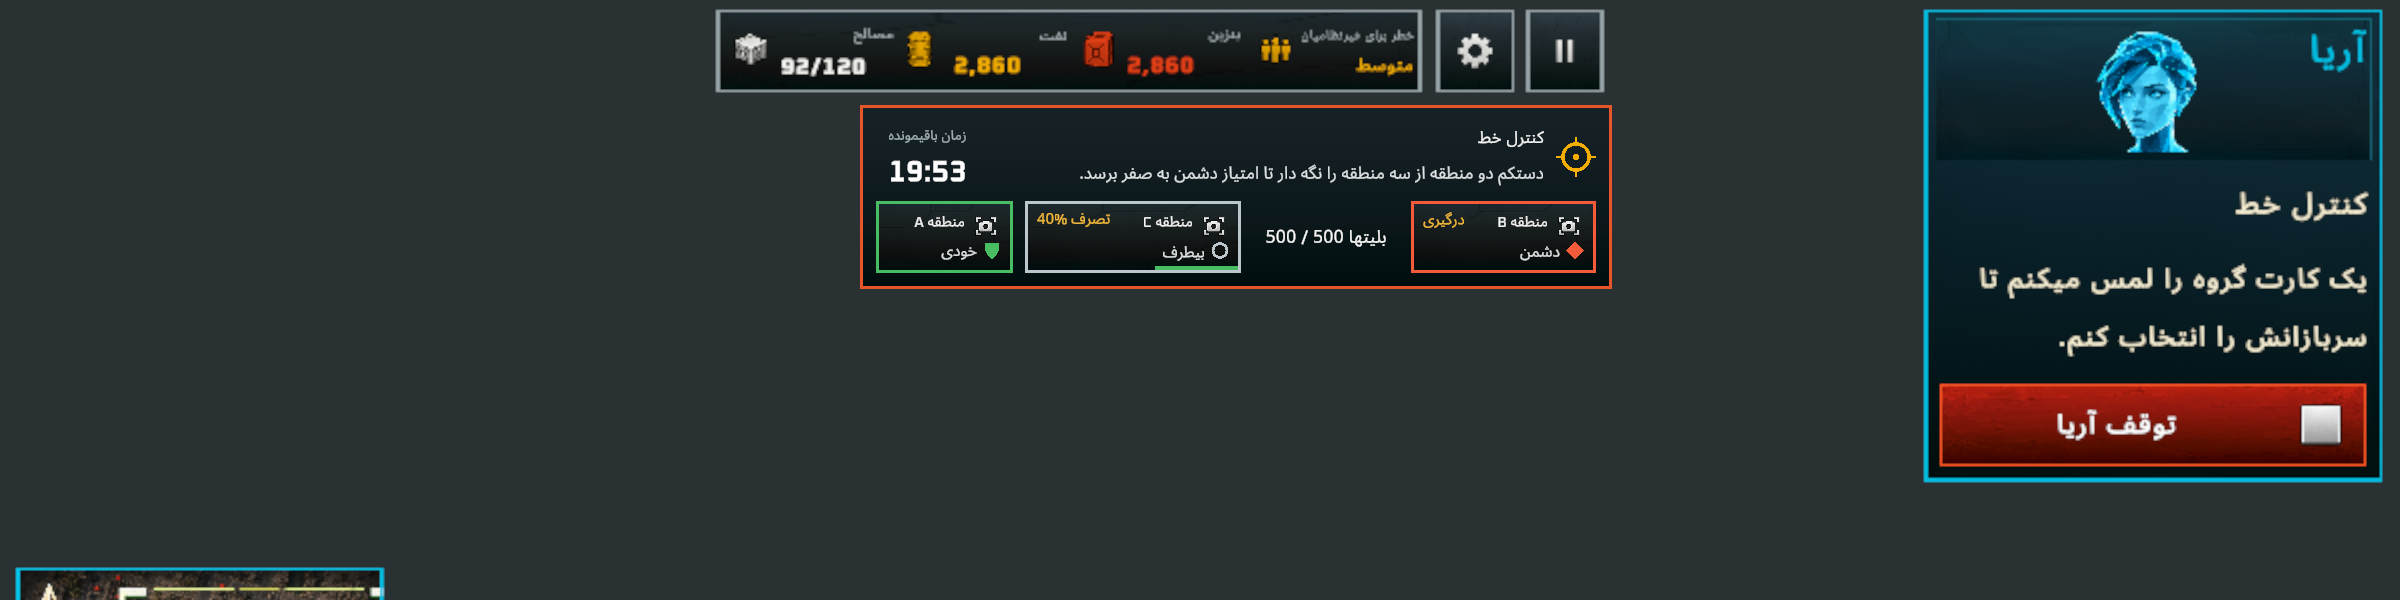 خطر برای غیرنظامیان
متوسط
بنزین
2,860
نفت
2,860
مصالح
92/120
کنترل خط
دستکم دو منطقه از سه منطقه را نگه دار تا امتیاز دشمن به صفر برسد.
زمان باقیمونده
19:53
منطقه B
درگیری
دشمن
بلیتها 500 / 500
منطقه C
تصرف 40%
بیطرف
منطقه A
خودی
آریا
کنترل خط
یک کارت گروه را لمس میکنم تا
سربازانش را انتخاب کنم.
توقف آریا